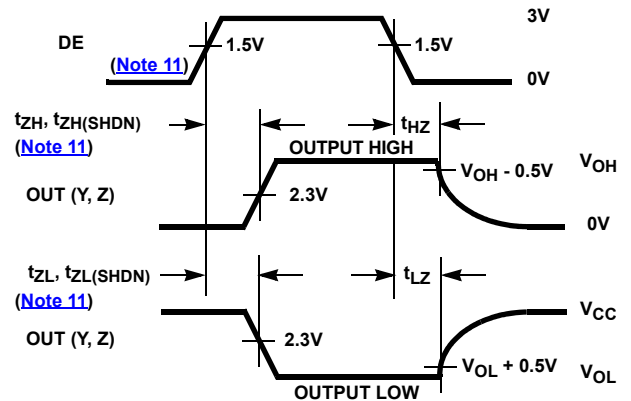 3V
DE
1.5V
1.5V
(Note 11)
0V
tZH, tZH(SHDN)
tHZ
(Note 11)
OUTPUT HIGH
VOH - 0.5V
VOH
OUT (Y, Z)
2.3V
0V
tZL, tZL(SHDN)
tLZ
(Note 11)
VCC
OUT (Y, Z)
2.3V
VOL + 0.5V
VOL
OUTPUT LOW